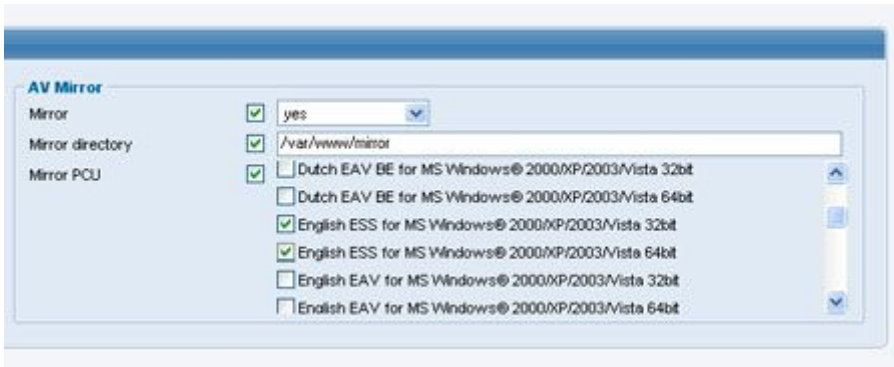 AV Mirror
Mirror yes
Mirror directory /var/www/mirror
Mirror PCU
Dutch EAV BE for MS Windows® 2000/XP/2003/Vista 32bit
Dutch EAV BE for MS Windows® 2000/XP/2003/Vista 64bit
English ESS for MS Windows® 2000/XP/2003/Vista 32bit
English ESS for MS Windows® 2000/XP/2003/Vista 64bit
English EAV for MS Windows® 2000/XP/2003/Vista 32bit
English EAV for MS Windows® 2000/XP/2003/Vista 64bit